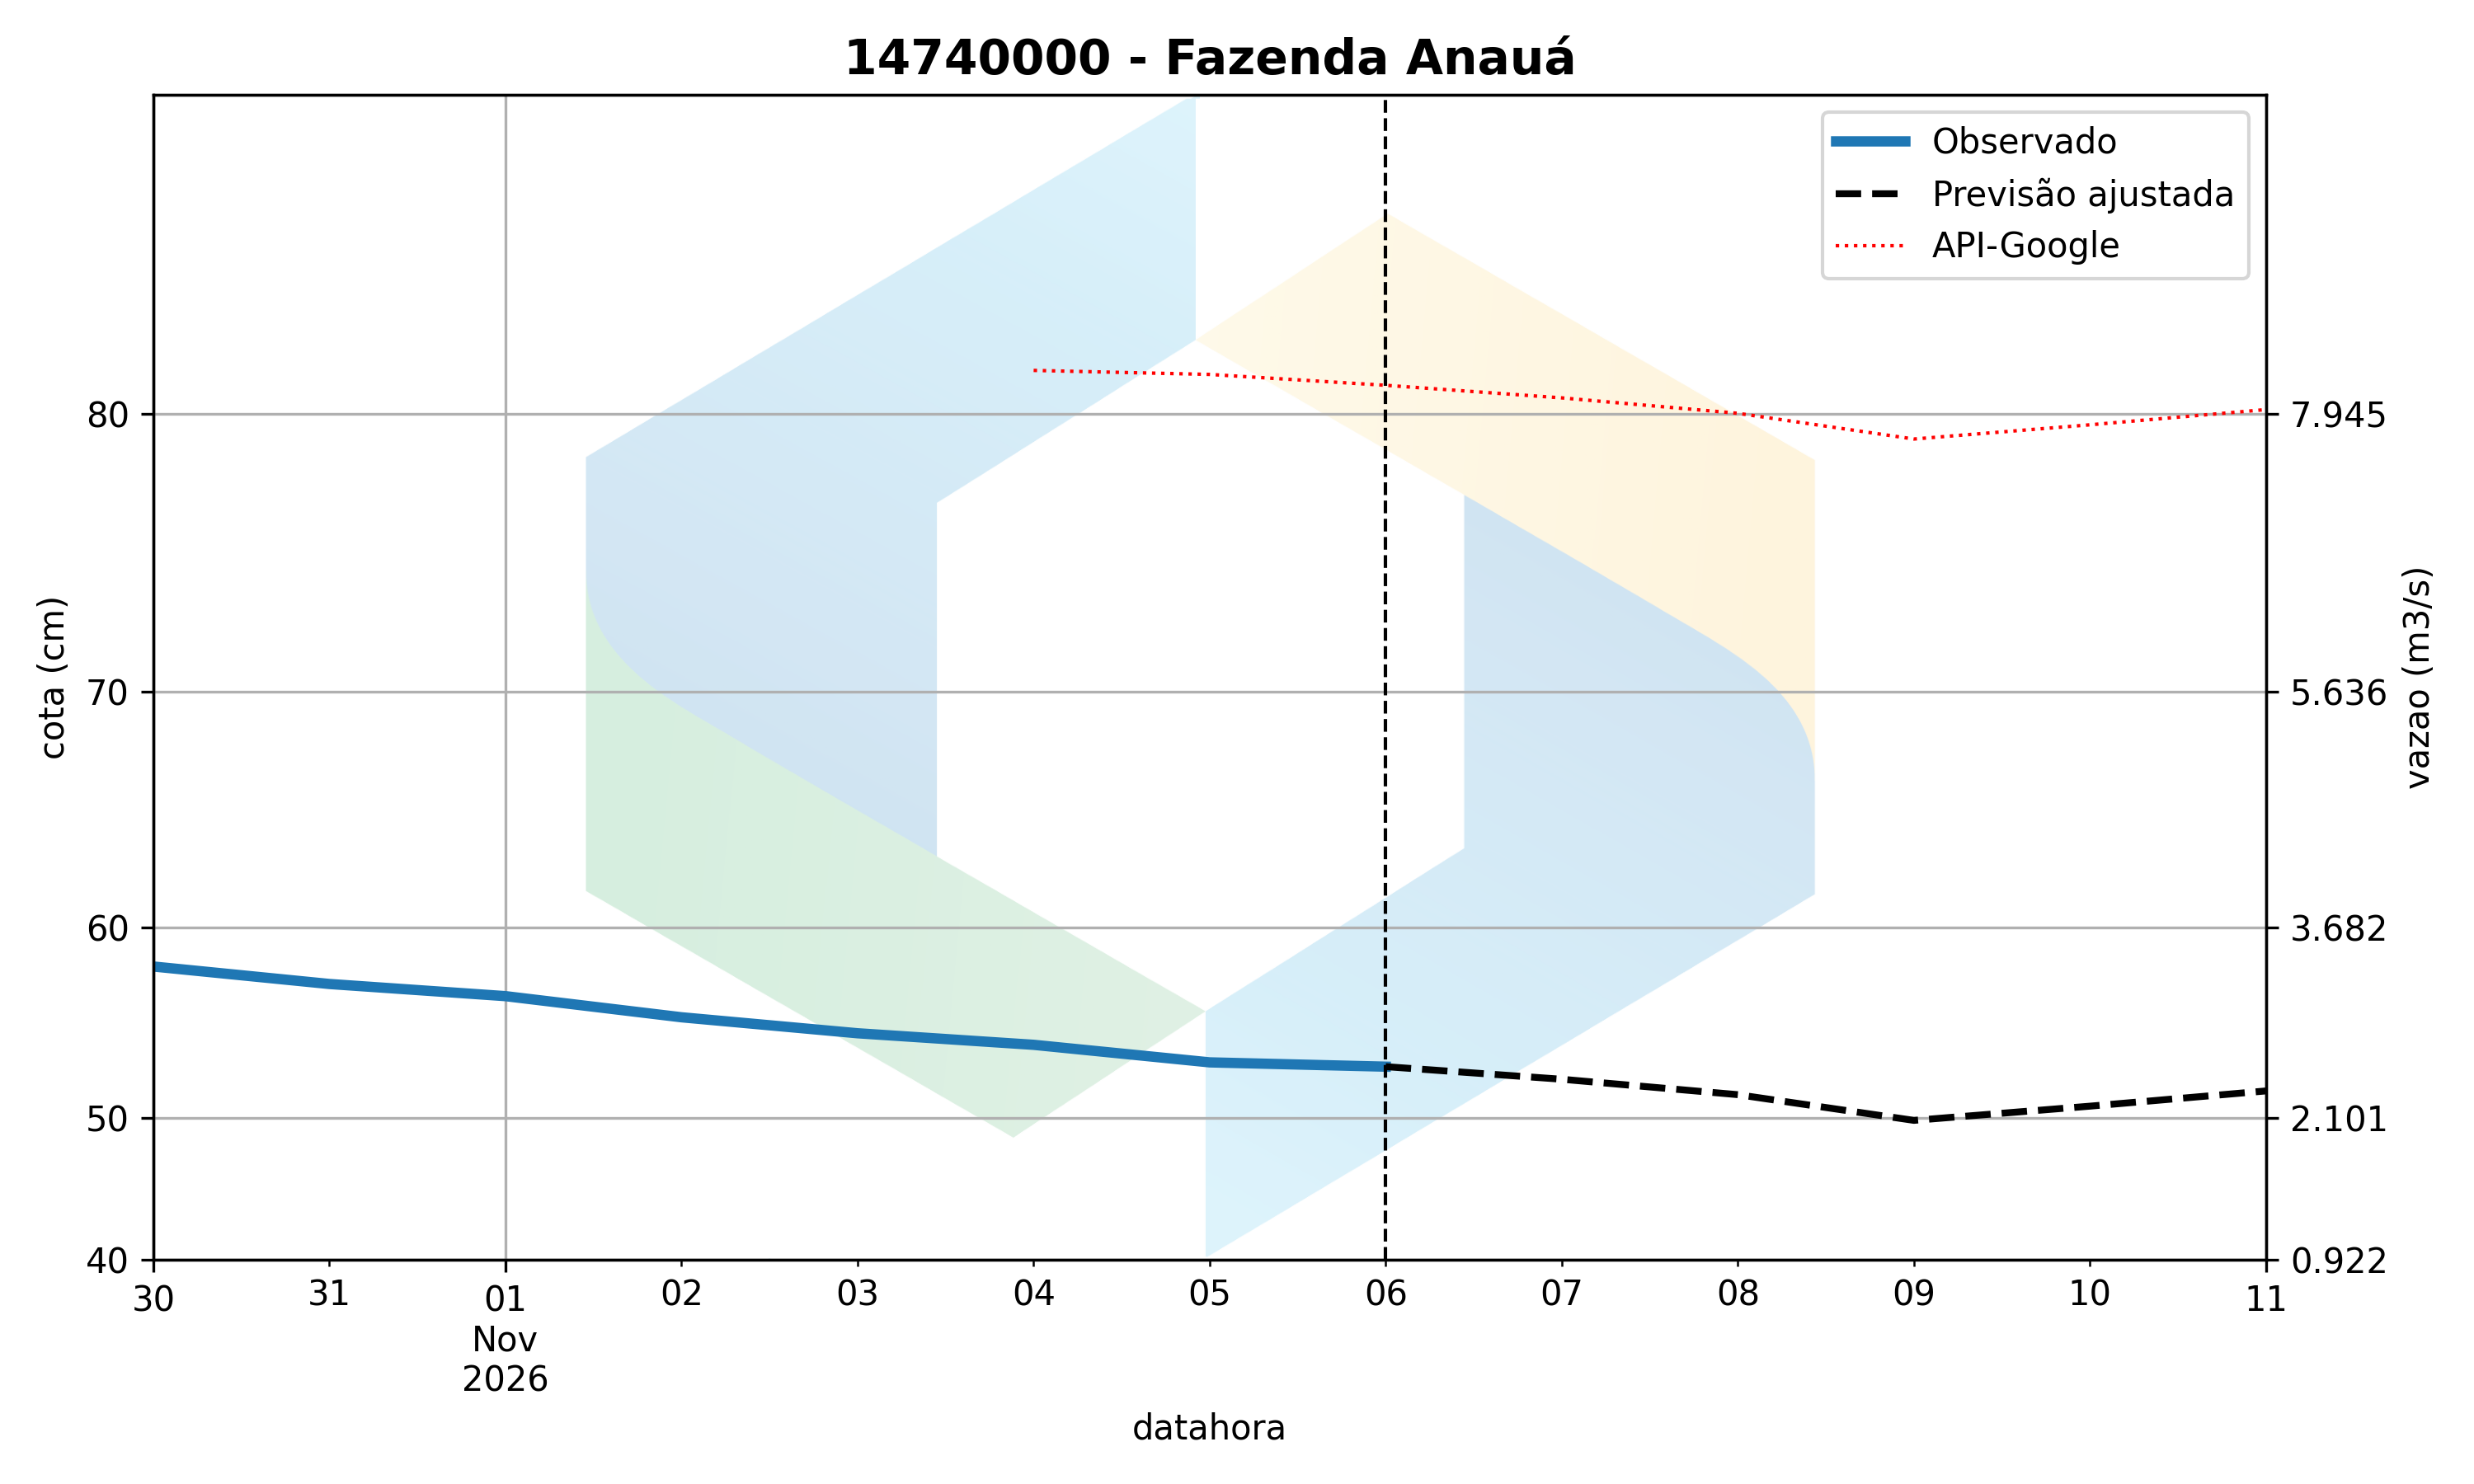 14740000 - Fazenda Anauá
Observado
Previsão ajustada
API-Google
cota (cm)
80
70
60
50
40
vazao (m3/s)
7.945
5.636
3.682
2.101
0.922
30 31 01 02 03 04 05 06 07 08 09 10 11
Nov
2026
datahora